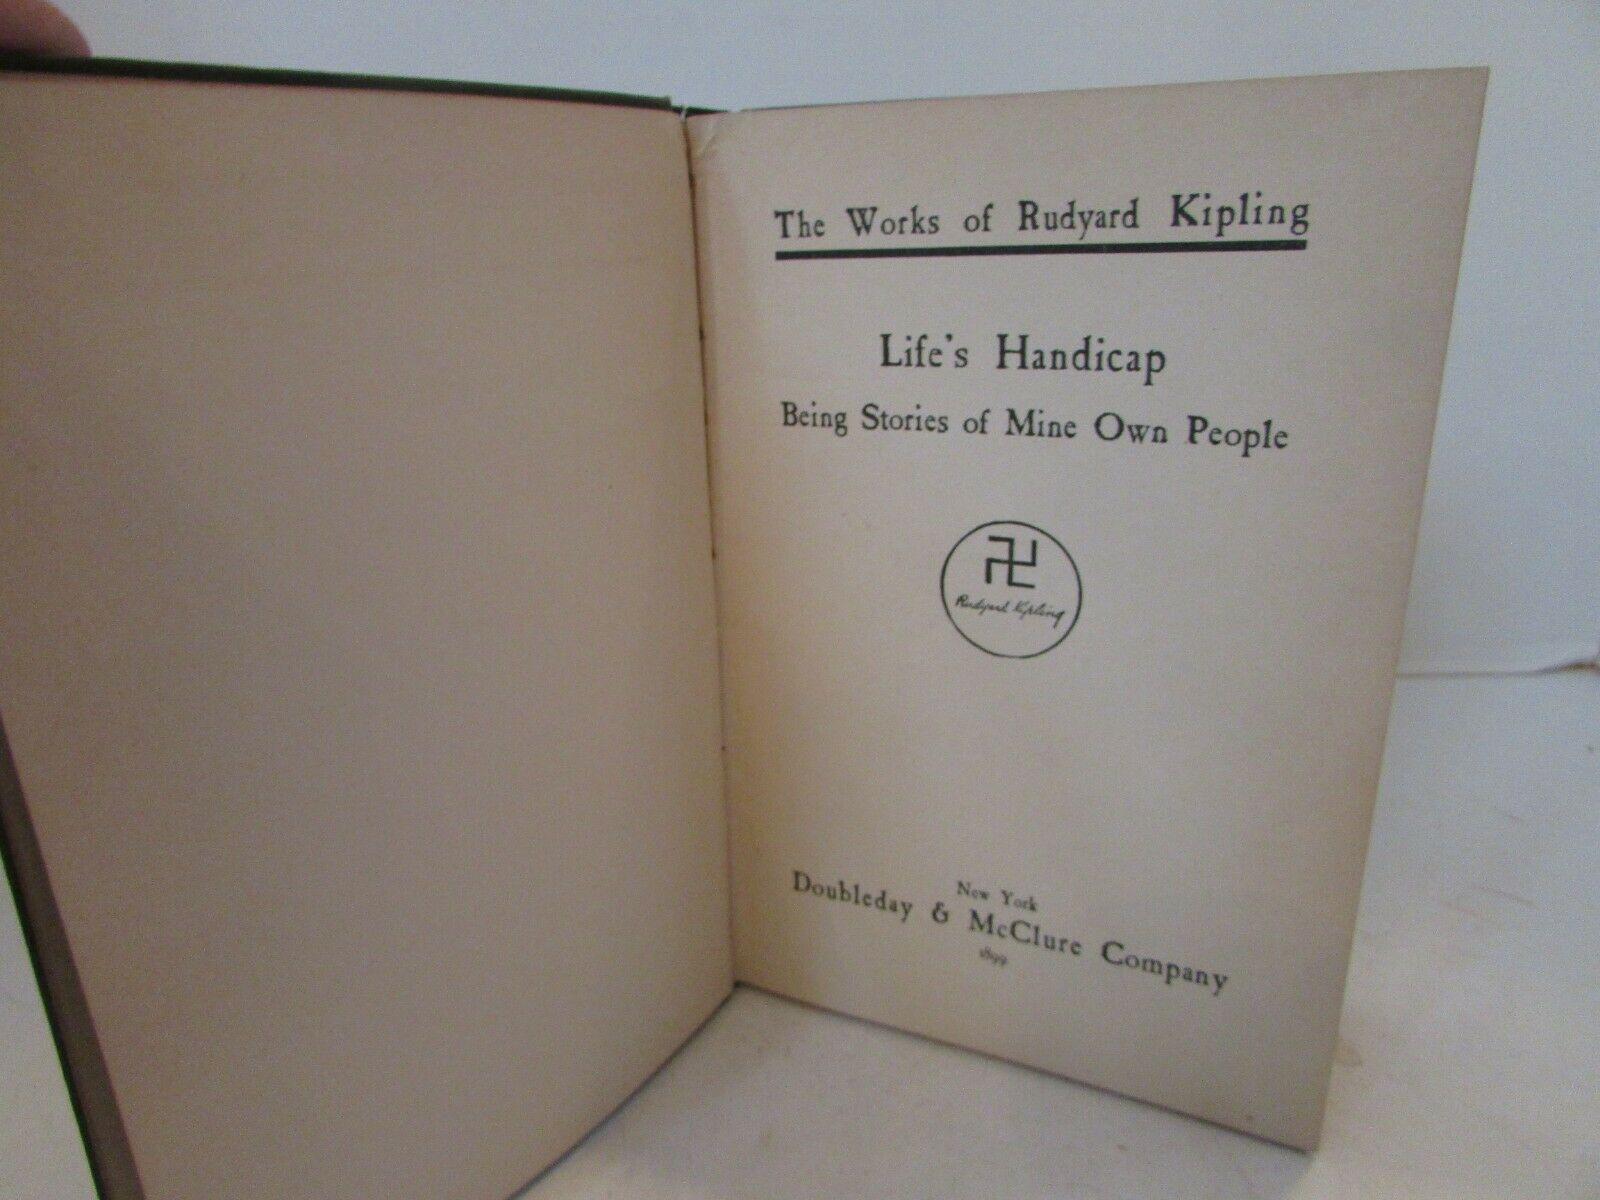 The Works of Rudyard Kipling
Life's Handicap
Being Stories of Mine Own People
Rudyard Kipling
New York
Doubleday & McClure Company
1899